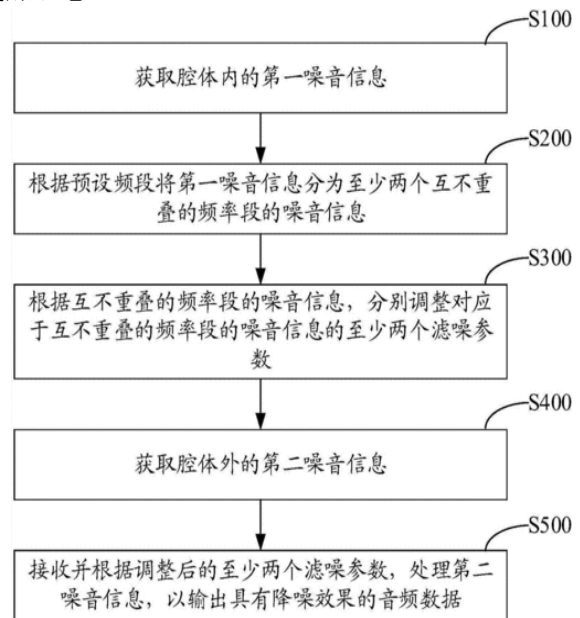 S100
获取腔体内的第一噪音信息
S200
根据预设频段将第一噪音信息分为至少两个互不重
叠的频率段的噪音信息
S300
根据互不重叠的频率段的噪音信息，分别调整对应
于互不重叠的频率段的噪音信息的至少两个滤噪参
数
S400
获取腔体外的第二噪音信息
S500
接收并根据调整后的至少两个滤噪参数，处理第二
噪音信息，以输出具有降噪效果的音频数据